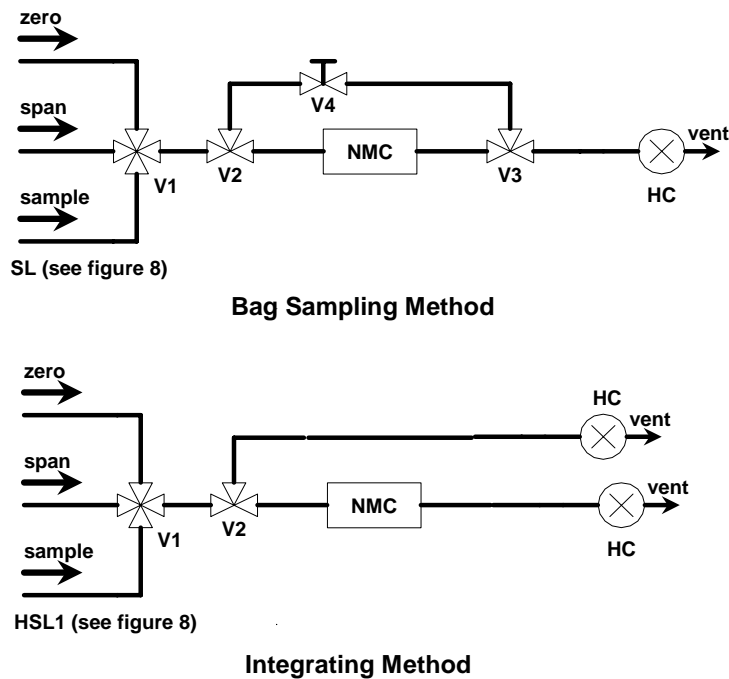 zero
V4
span
vent
NMC
V1
V2
V3
HC
sample
SL (see figure 8)
Bag Sampling Method
zero
HC
vent
span
vent
NMC
V1
V2
HC
sample
HSL1 (see figure 8)
Integrating Method